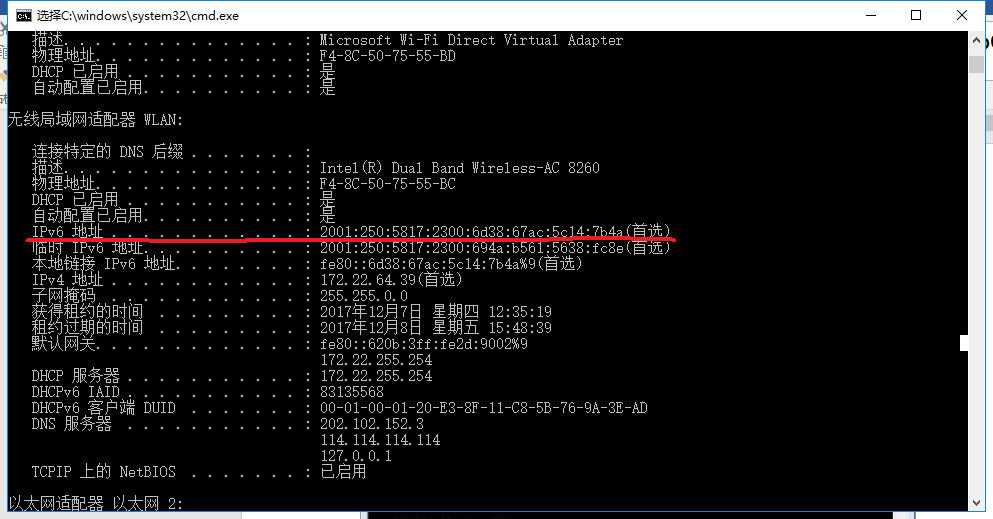 选择C:\windows\system32\cmd.exe
描述. . . . . . . . . . . . . . . : Microsoft Wi-Fi Direct Virtual Adapter
物理地址. . . . . . . . . . . . . : F4-8C-50-75-55-BD
DHCP 已启用 . . . . . . . . . . . : 是
自动配置已启用. . . . . . . . . . : 是
无线局域网适配器 WLAN:
连接特定的 DNS 后缀 . . . . . . . :
描述. . . . . . . . . . . . . . . : Intel(R) Dual Band Wireless-AC 8260
物理地址. . . . . . . . . . . . . : F4-8C-50-75-55-BC
DHCP 已启用 . . . . . . . . . . . : 是
自动配置已启用. . . . . . . . . . : 是
IPv6 地址 . . . . . . . . . . . . : 2001:250:5817:2300:6d38:67ac:5c14:7b4a(首选)
临时 IPv6 地址. . . . . . . . . . : 2001:250:5817:2300:694a:b561:5638:fc8e(首选)
本地链接 IPv6 地址. . . . . . . . : fe80::6d38:67ac:5c14:7b4a%9(首选)
IPv4 地址 . . . . . . . . . . . . : 172.22.64.39(首选)
子网掩码 . . . . . . . . . . . . : 255.255.0.0
获得租约的时间 . . . . . . . . . : 2017年12月7日 星期四 12:35:19
租约过期的时间 . . . . . . . . . : 2017年12月8日 星期五 15:48:39
默认网关. . . . . . . . . . . . . : fe80::620b:3ff:fe2d:9002%9
172.22.255.254
DHCP 服务器 . . . . . . . . . . . : 172.22.255.254
DHCPv6 IAID . . . . . . . . . . . : 83135568
DHCPv6 客户端 DUID . . . . . . . : 00-01-00-01-20-E3-8F-11-C8-5B-76-9A-3E-AD
DNS 服务器 . . . . . . . . . . . : 202.102.152.3
114.114.114.114
127.0.0.1
TCPIP 上的 NetBIOS . . . . . . . : 已启用
以太网适配器 以太网 2: